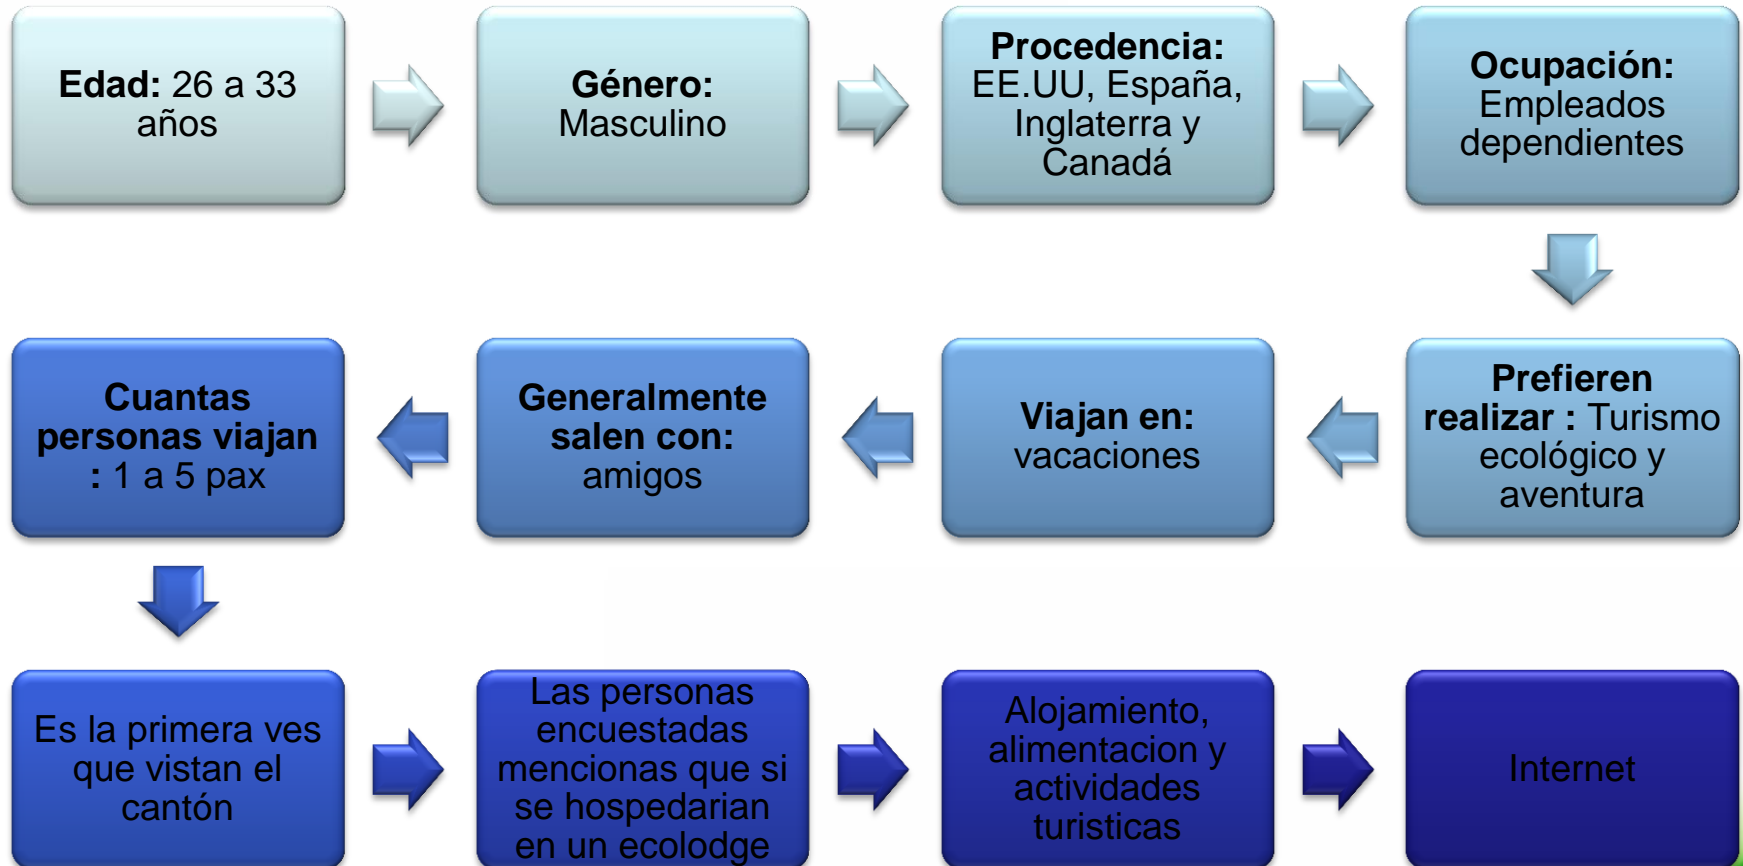 Edad: 26 a 33
años
Género:
Masculino
Procedencia:
EE.UU, España,
Inglaterra y
Canadá
Ocupación:
Empleados
dependientes
Prefieren
realizar : Turismo
ecológico y
aventura
Viajan en:
vacaciones
Generalmente
salen con:
amigos
Cuantas
personas viajan
: 1 a 5 pax
Es la primera ves
que vistan el
cantón
Las personas
encuestadas
mencionas que si
se hospedarian
en un ecolodge
Alojamiento,
alimentacion y
actividades
turisticas
Internet